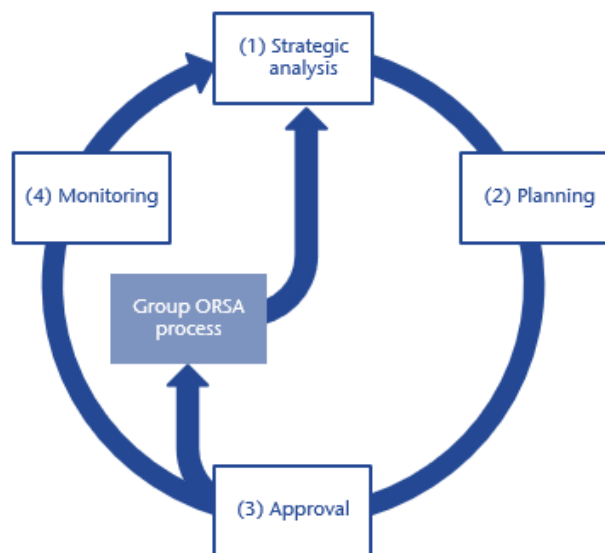 (1) Strategic
analysis
(4) Monitoring
(2) Planning
Group ORSA
process
(3) Approval